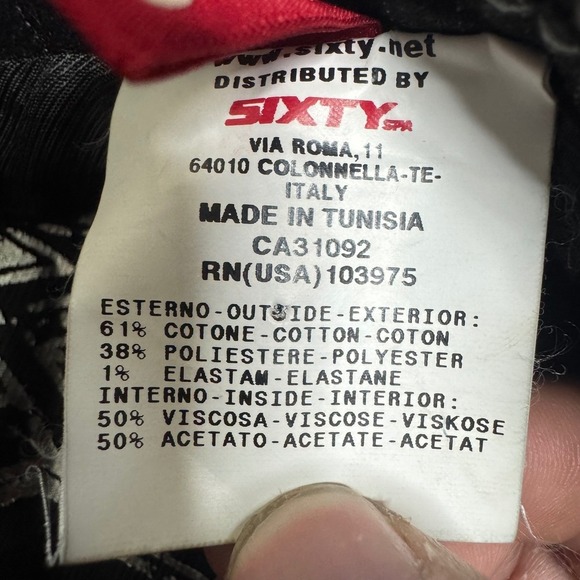 www.sixty.net
DISTRIBUTED BY
SIXTY SPA
VIA ROMA,11
64010 COLONNELLA-TE-
ITALY
MADE IN TUNISIA
CA31092
RN(USA)103975
ESTERNO-OUTSIDE-EXTERIOR:
61% COTONE-COTTON-COTON
38% POLIESTERE-POLYESTER
1% ELASTAM-ELASTANE
INTERNO-INSIDE-INTERIOR:
50% VISCOSA-VISCOSE-VISKOSE
50% ACETATO-ACETATE-ACETAT